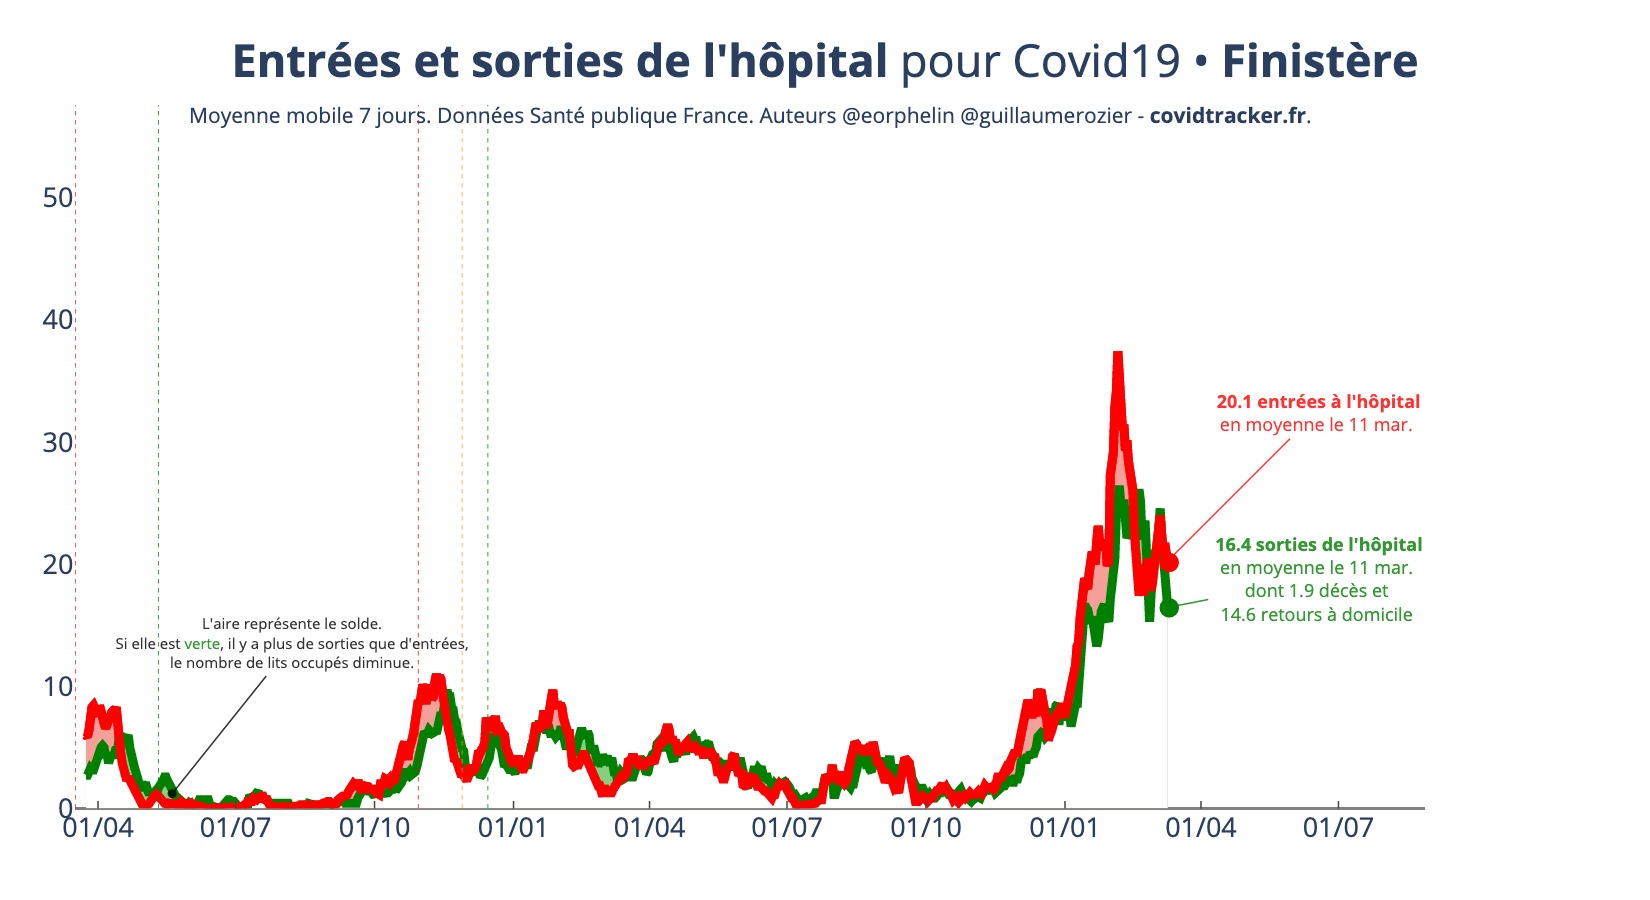 Entrées et sorties de l'hôpital pour Covid19 • Finistère
Moyenne mobile 7 jours. Données Santé publique France. Auteurs @eorphelin @guillaumerozier - covidtracker.fr.
50
40
30
20
10
0
20.1 entrées à l'hôpital
en moyenne le 11 mar.
16.4 sorties de l'hôpital
en moyenne le 11 mar.
dont 1.9 décès et
14.6 retours à domicile
L'aire représente le solde.
Si elle est verte, il y a plus de sorties que d'entrées,
le nombre de lits occupés diminue.
01/04 01/07 01/10 01/01 01/04 01/07 01/10 01/01 01/04 01/07